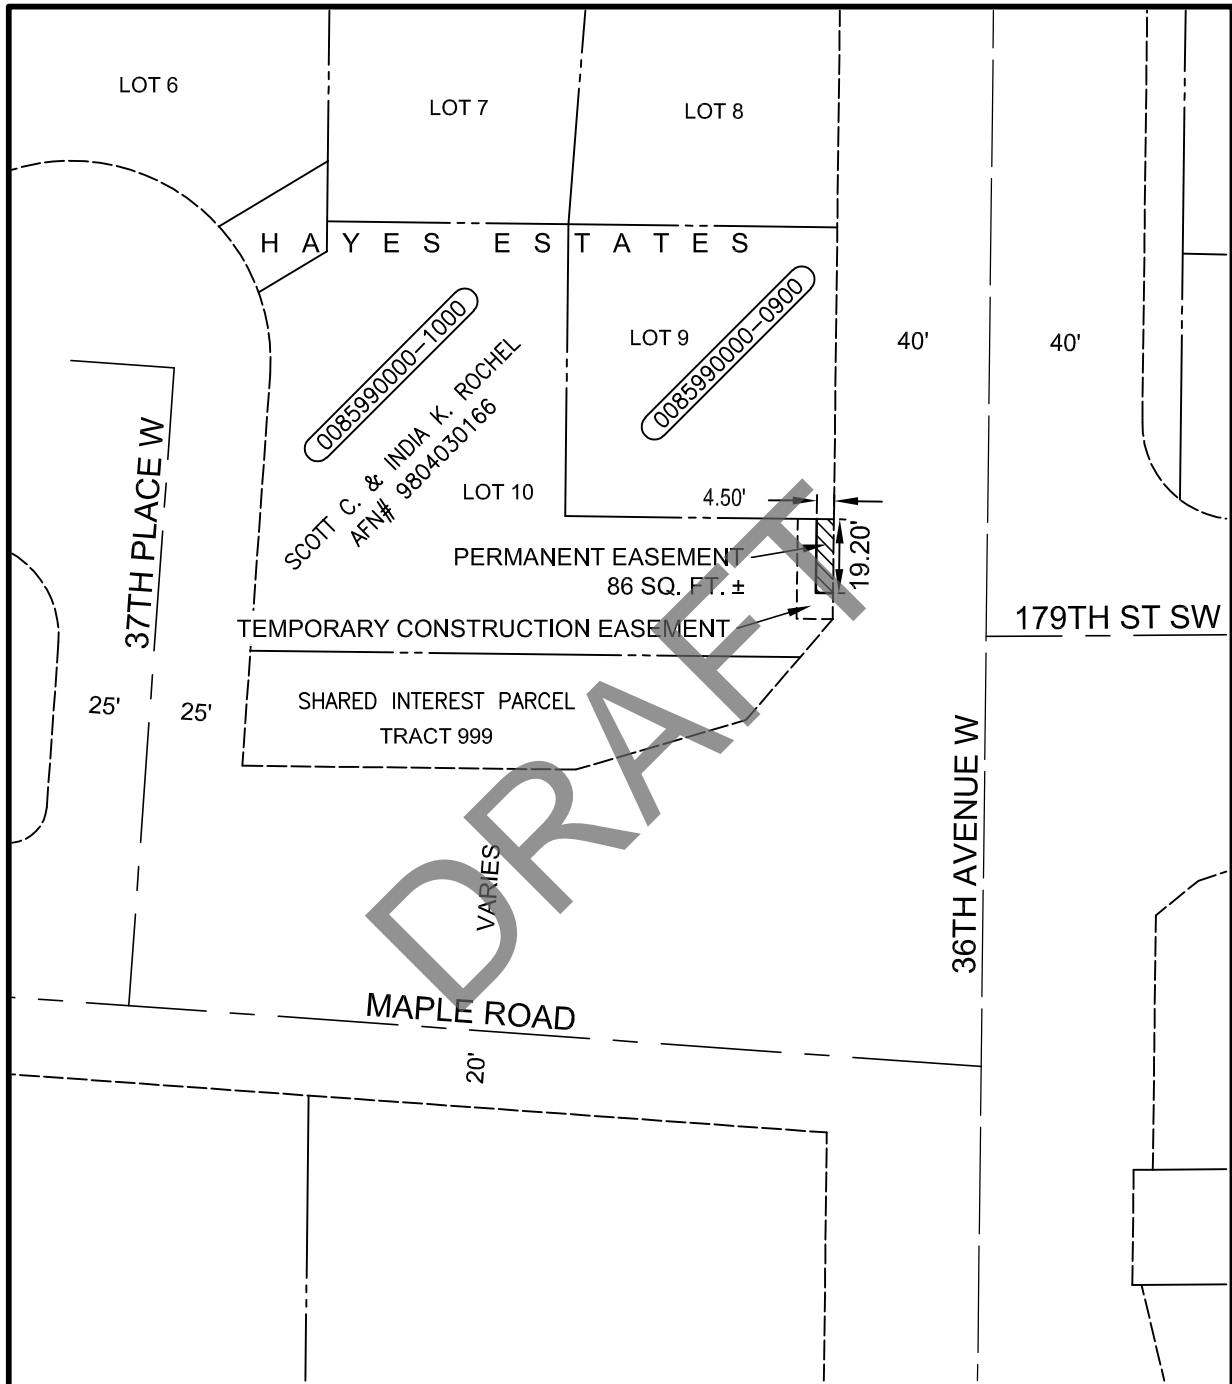 LOT 6
LOT 7
LOT 8
HAYES ESTATES
0085990000-1000
0085990000-0900
LOT 9
40'
40'
SCOTT C. & INDIA K. ROCHEL
AFN# 9804030166
37TH PLACE W
LOT 10
4.50'
PERMANENT EASEMENT
86 SQ. FT. ±
19.20'
TEMPORARY CONSTRUCTION EASEMENT
179TH ST SW
25'
25'
SHARED INTEREST PARCEL
TRACT 999
36TH AVENUE W
VARIES
DRAFT
MAPLE ROAD
20'